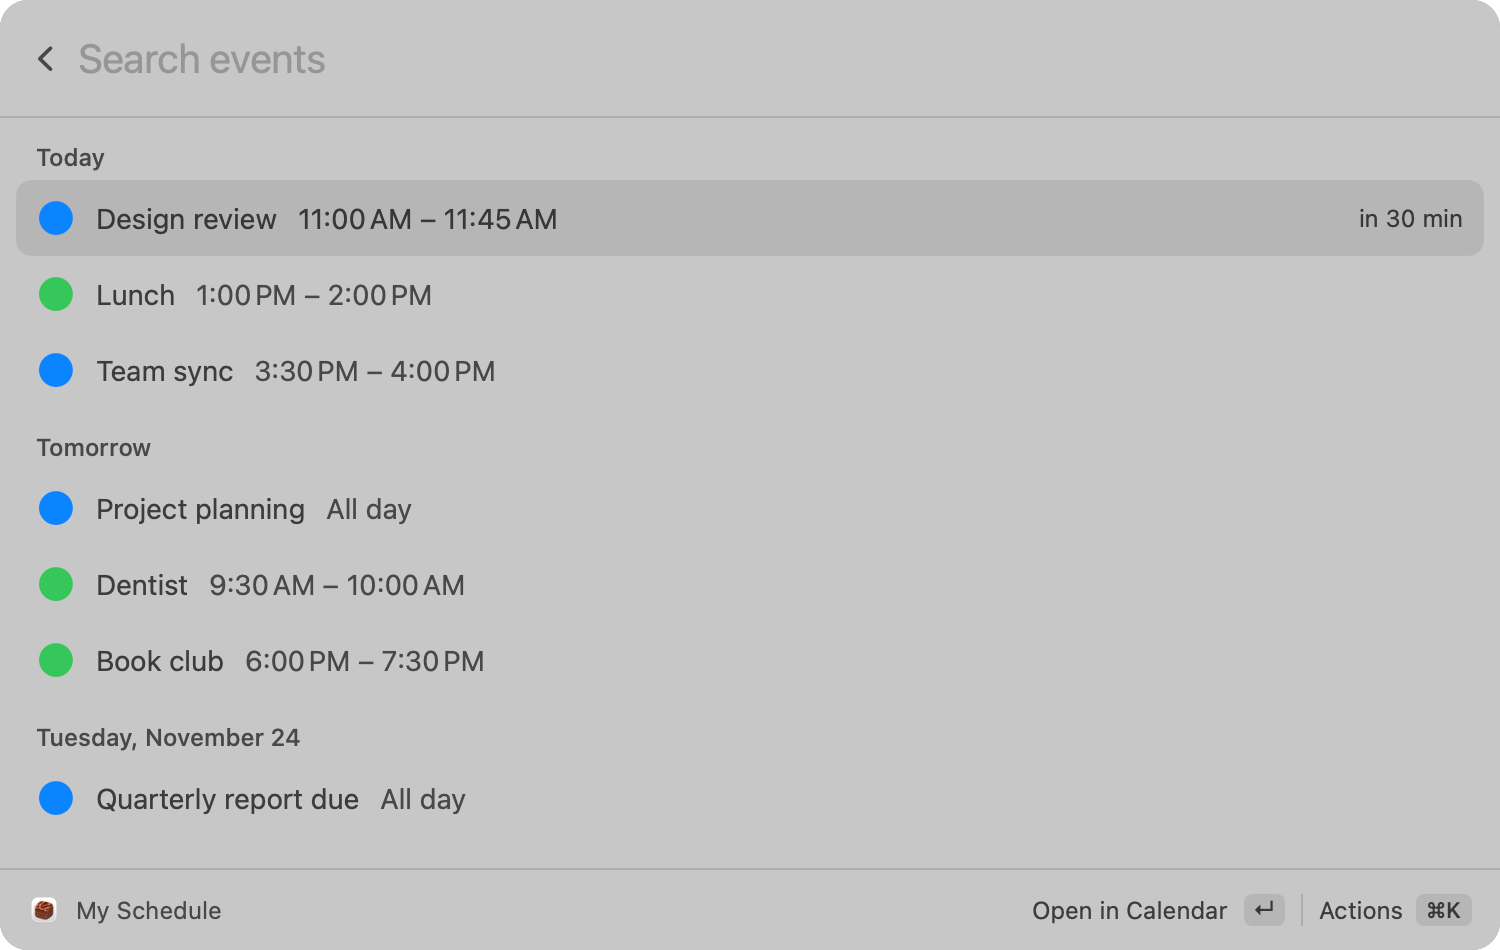 Search events
Today
Design review 11:00 AM – 11:45 AM in 30 min
Lunch 1:00 PM – 2:00 PM
Team sync 3:30 PM – 4:00 PM
Tomorrow
Project planning All day
Dentist 9:30 AM – 10:00 AM
Book club 6:00 PM – 7:30 PM
Tuesday, November 24
Quarterly report due All day
My Schedule Open in Calendar ↵ Actions ⌘K